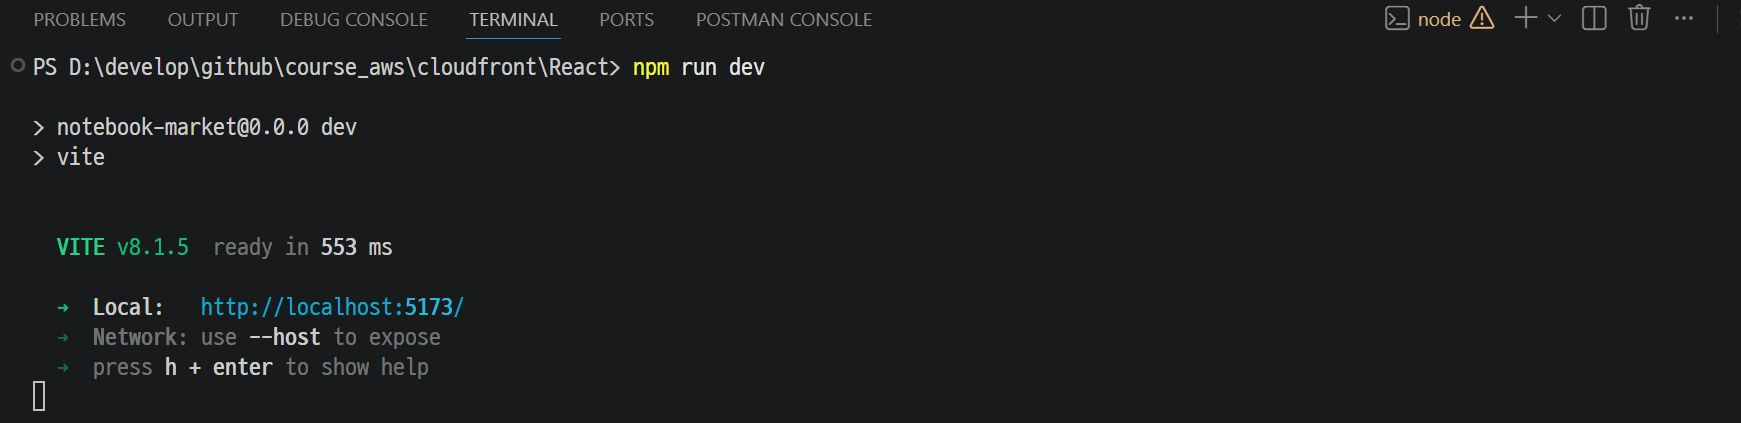 PROBLEMS OUTPUT DEBUG CONSOLE TERMINAL PORTS POSTMAN CONSOLE node
PS D:\develop\github\course_aws\cloudfront\React> npm run dev
> notebook-market@0.0.0 dev
> vite
VITE v8.1.5 ready in 553 ms
➜ Local: http://localhost:5173/
➜ Network: use --host to expose
➜ press h + enter to show help